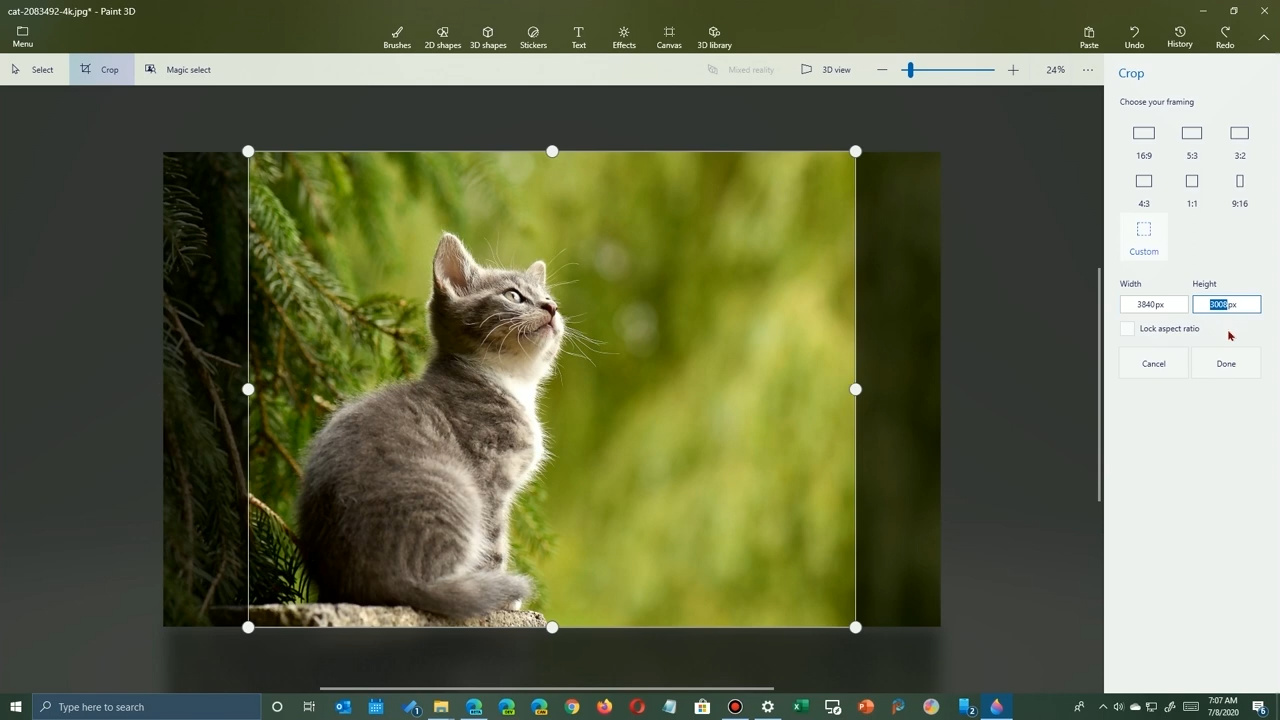 cat-2083492-4k.jpg* - Paint 3D
Menu
Brushes
2D shapes
3D shapes
Stickers
Text
Effects
Canvas
3D library
Paste
Undo
History
Redo
Select
Crop
Magic select
Mixed reality
3D view
24%
Crop
Choose your framing
16:9
5:3
3:2
4:3
1:1
9:16
Custom
Width
Height
3840px
3008px
Lock aspect ratio
Cancel
Done
Type here to search
7:07 AM
7/8/2020